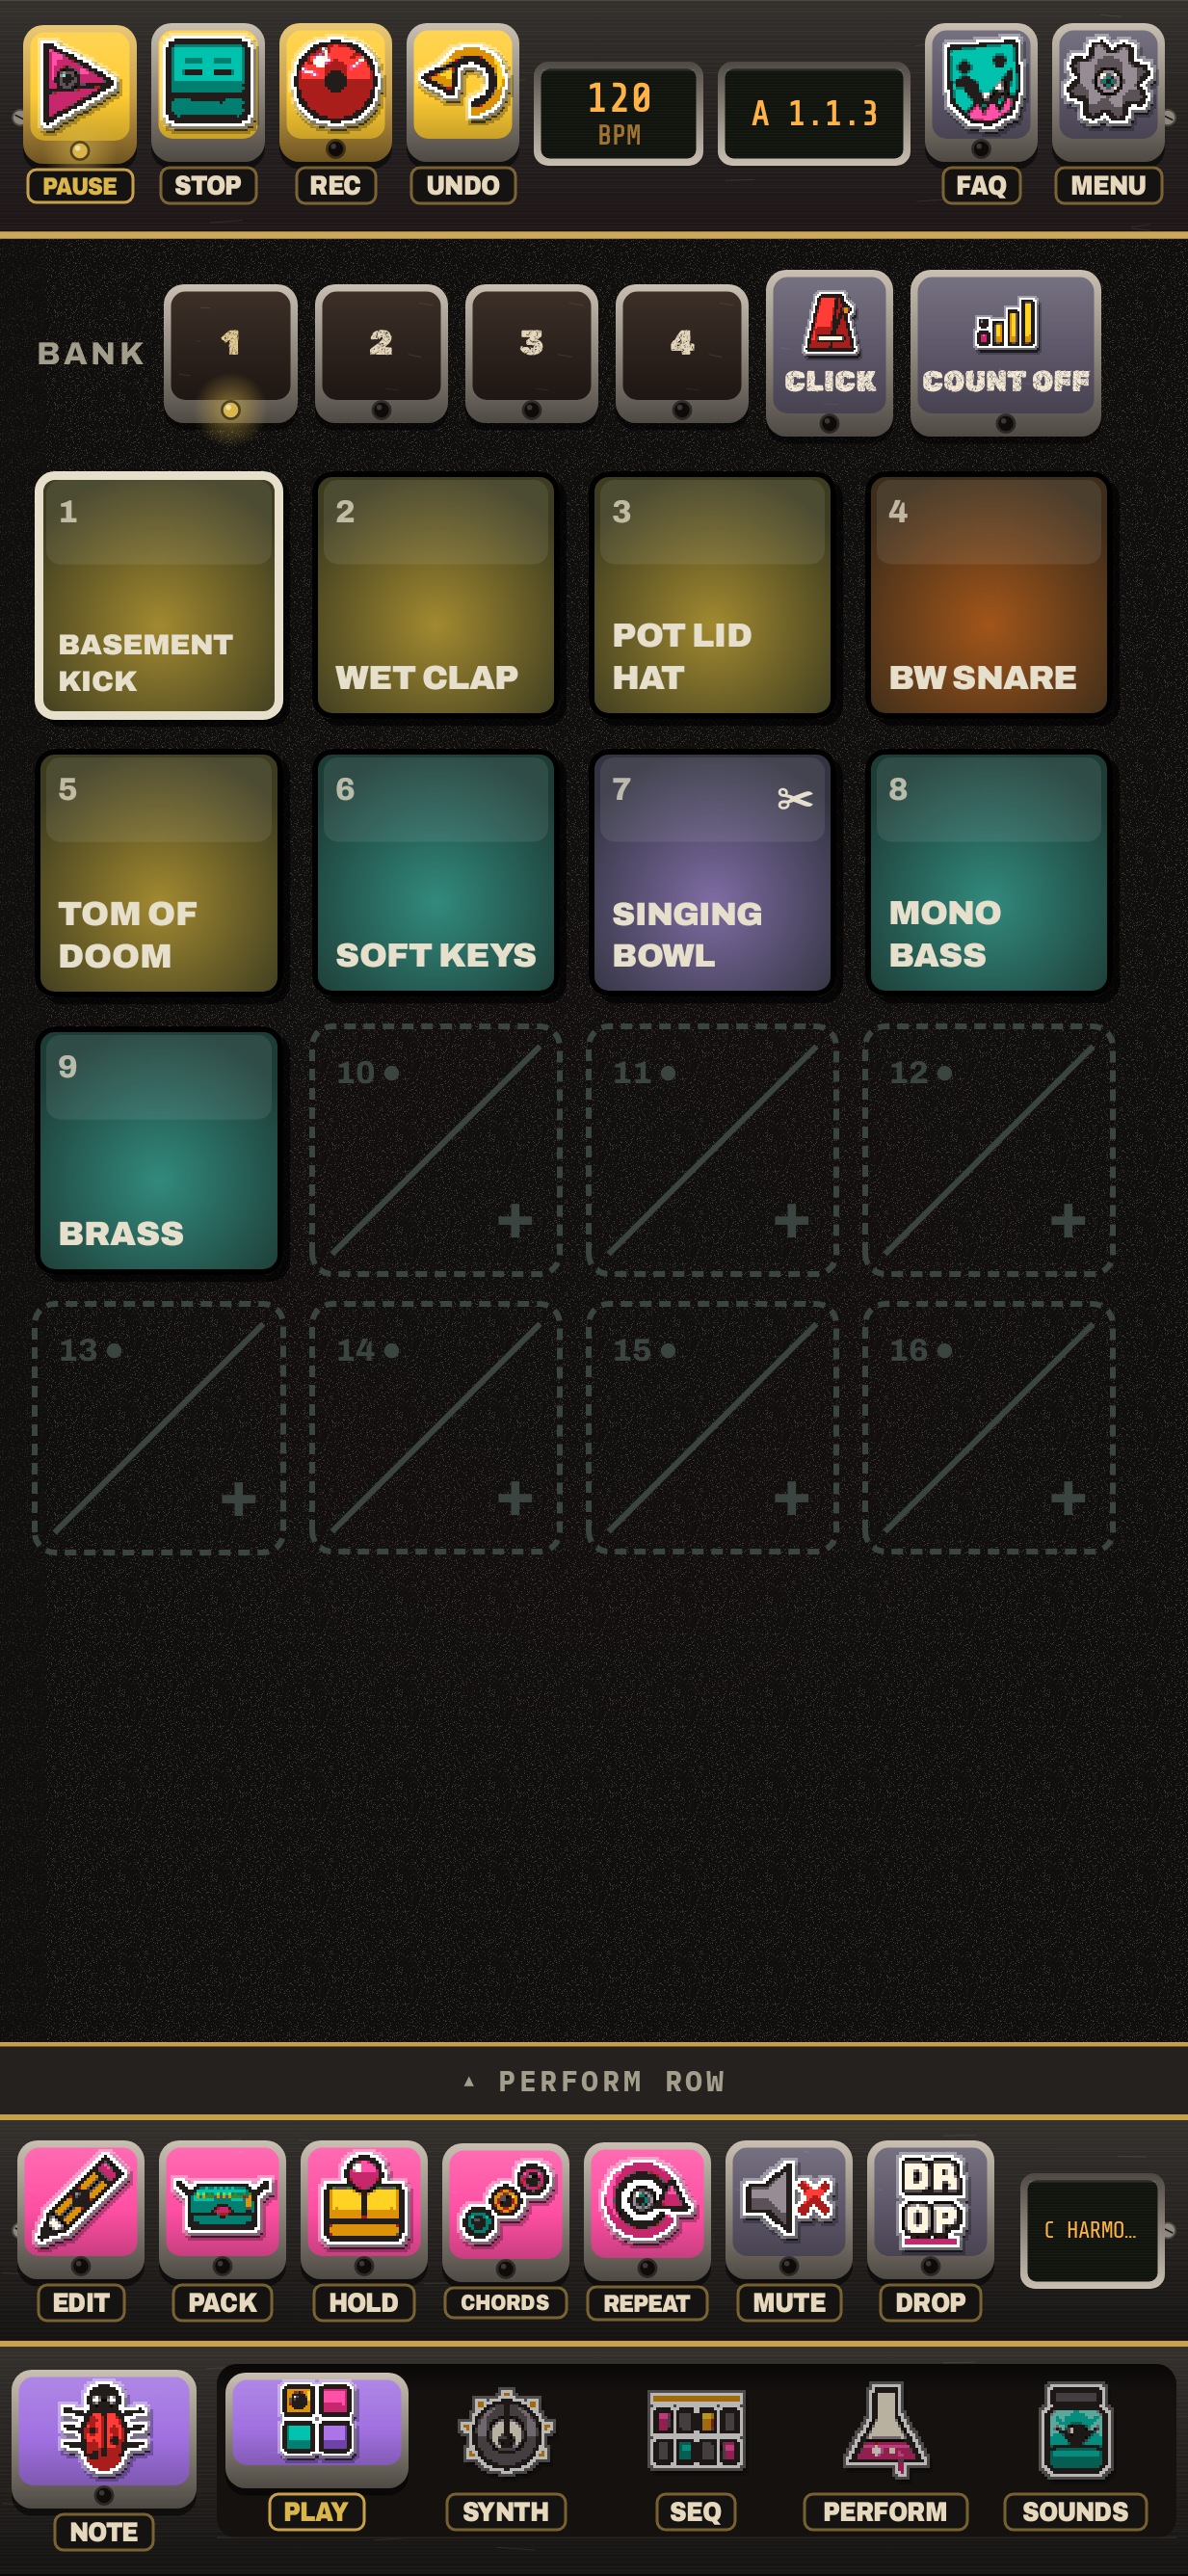 PAUSE STOP REC UNDO
120
BPM
A 1.1.3
FAQ MENU
BANK 1 2 3 4 CLICK COUNT OFF
1 2 3 4
BASEMENT
KICK
WET CLAP
POT LID
HAT
BW SNARE
5 6 7 8
TOM OF
DOOM
SOFT KEYS
SINGING
BOWL
MONO
BASS
9 10 11 12
BRASS
13 14 15 16
PERFORM ROW
DR
OP
C HARMO…
EDIT PACK HOLD CHORDS REPEAT MUTE DROP
NOTE PLAY SYNTH SEQ PERFORM SOUNDS